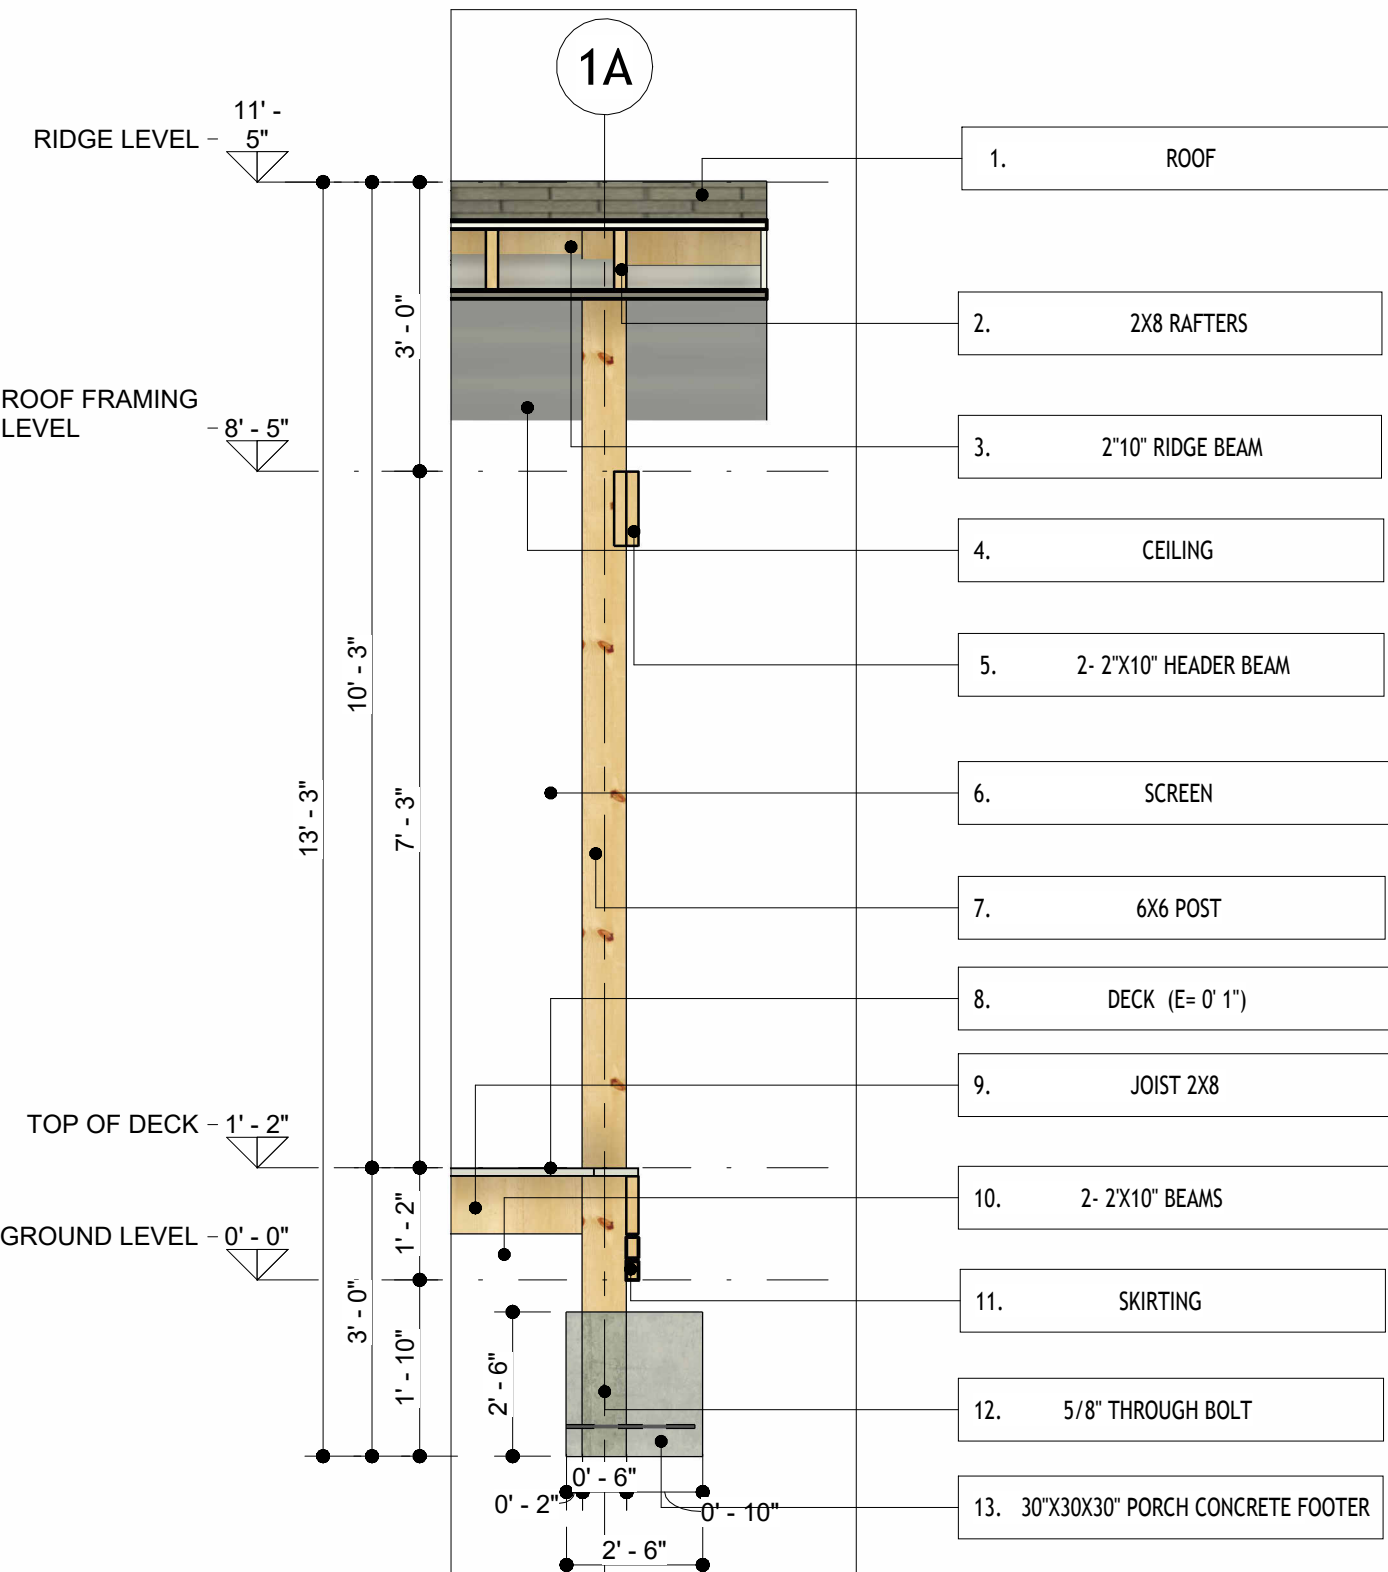 1A
11' -
5"
RIDGE LEVEL
1. ROOF
3' - 0"
2. 2X8 RAFTERS
ROOF FRAMING
LEVEL
8' - 5"
3. 2"10" RIDGE BEAM
4. CEILING
10' - 3"
5. 2- 2"X10" HEADER BEAM
13' - 3"
7' - 3"
6. SCREEN
7. 6X6 POST
8. DECK (E= 0' 1")
9. JOIST 2X8
TOP OF DECK
1' - 2"
1' - 2"
10. 2- 2'X10" BEAMS
GROUND LEVEL
0' - 0"
11. SKIRTING
3' - 0"
1' - 10"
2' - 6"
12. 5/8" THROUGH BOLT
0' - 6"
0' - 2"
0' - 10"
13. 30"X30X30" PORCH CONCRETE FOOTER
2' - 6"